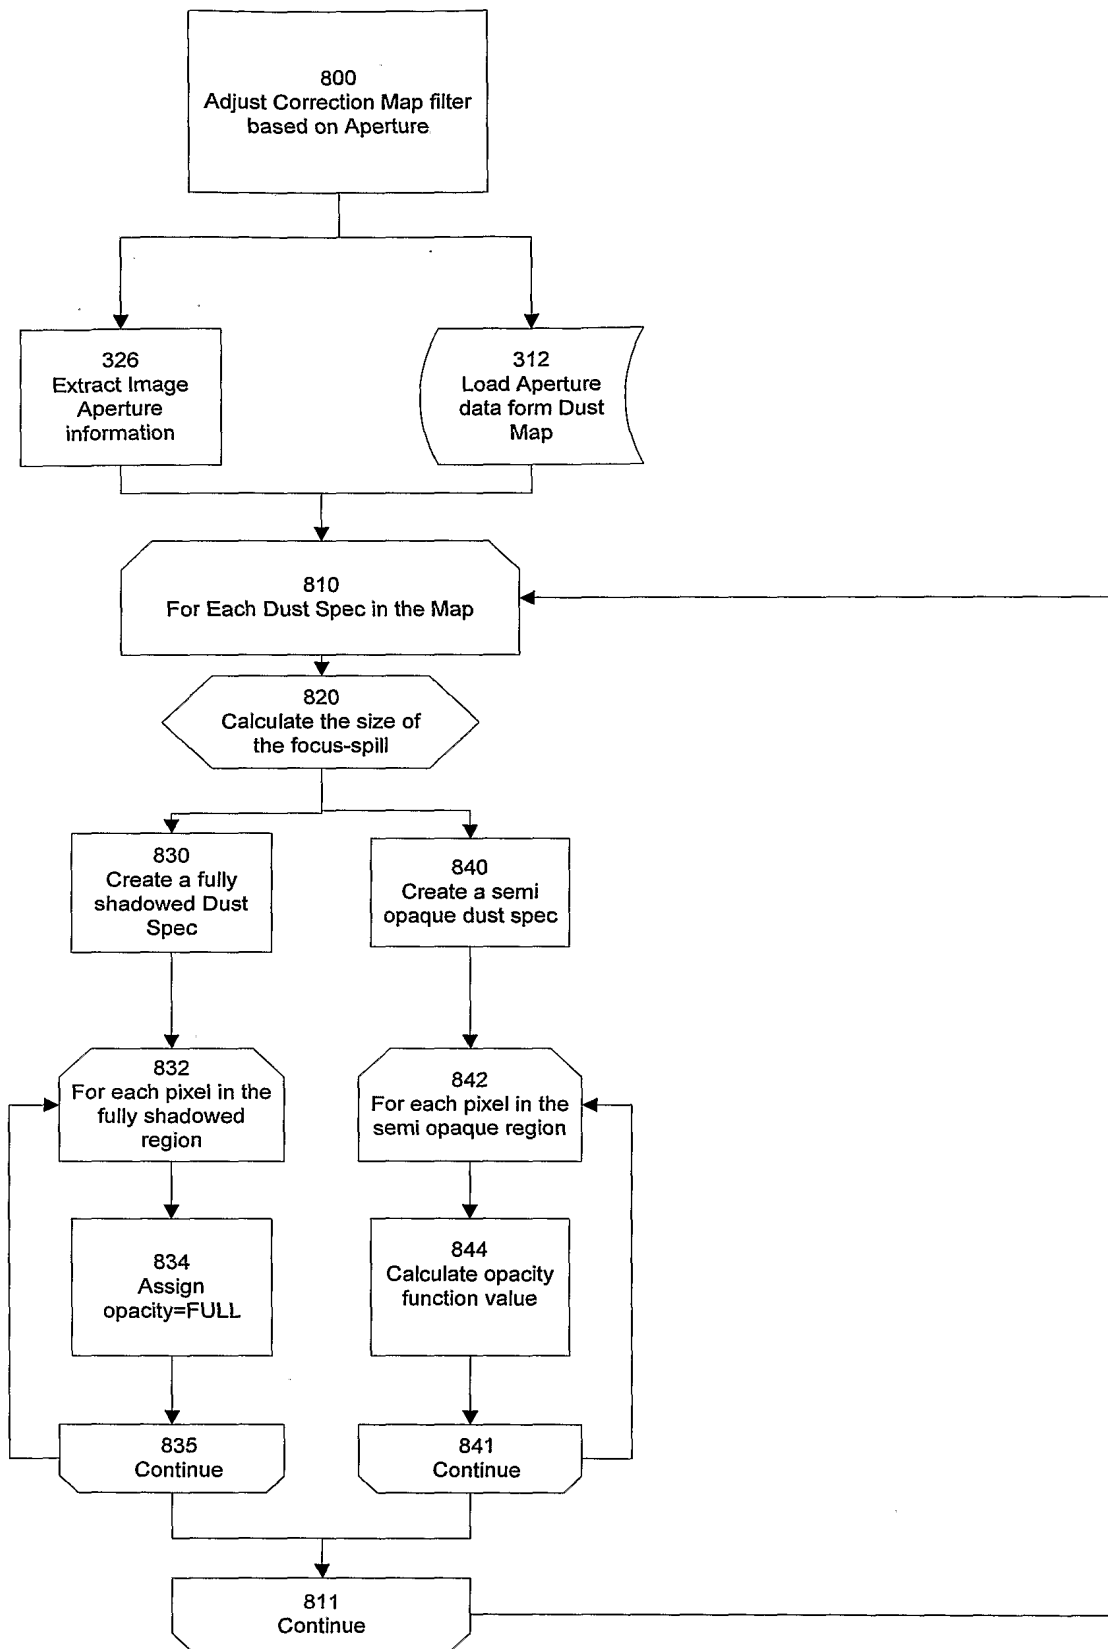 800
Adjust Correction Map filter
based on Aperture
326
Extract Image
Aperture
information
312
Load Aperture
data form Dust
Map
810
For Each Dust Spec in the Map
820
Calculate the size of
the focus-spill
830
Create a fully
shadowed Dust
Spec
840
Create a semi
opaque dust spec
832
For each pixel in the
fully shadowed
region
842
For each pixel in the
semi opaque region
834
Assign
opacity=FULL
844
Calculate opacity
function value
835
Continue
841
Continue
811
Continue